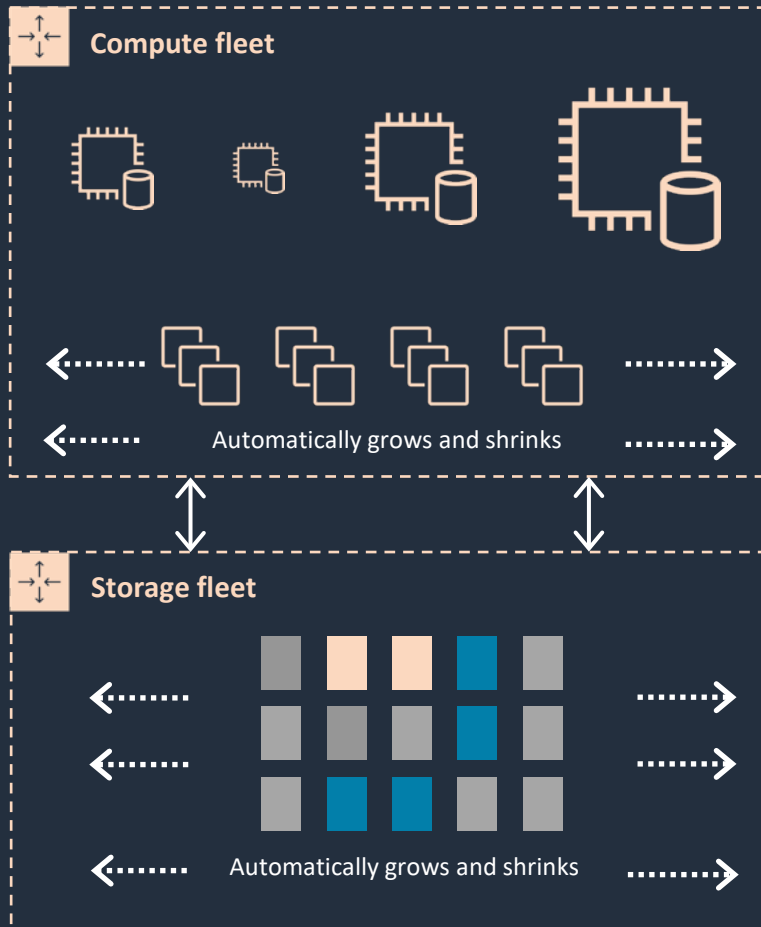 Compute fleet
Automatically grows and shrinks
Storage fleet
Automatically grows and shrinks